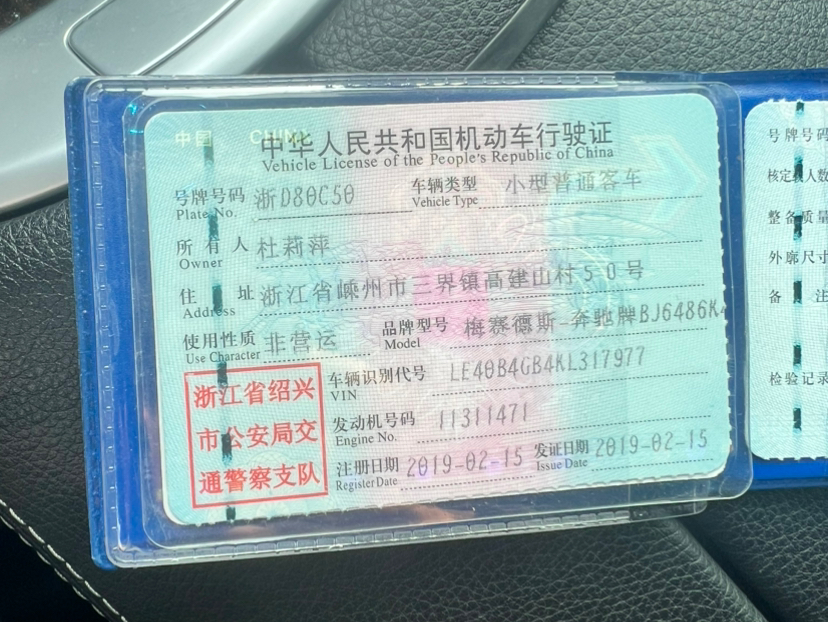 中国 CHINA
中华人民共和国机动车行驶证
Vehicle License of the People's Republic of China
号牌号码 浙D80C50 车辆类型 小型普通客车
Plate No. Vehicle Type
所有人 杜莉萍
Owner
住址 浙江省嵊州市三界镇高建山村50号
Address
使用性质 非营运 品牌型号 梅赛德斯-奔驰牌BJ6486K
Use Character Model
浙江省绍兴
市公安局交
通警察支队
车辆识别代号 LE40B4GB4KL317977
VIN
发动机号码 11311471
Engine No.
注册日期 2019-02-15 发证日期 2019-02-15
Register Date Issue Date
号牌号码
核定载人数
整备质量
外廓尺寸
备注
检验记录